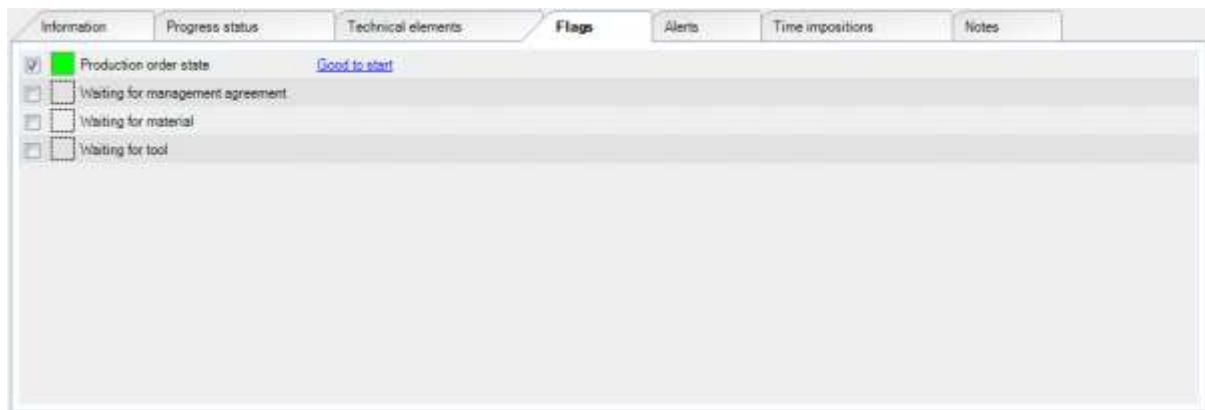 Information Progress status Technical elements Flags Alerts Time impositions Notes
Production order state Good to start
Waiting for management agreement
Waiting for material
Waiting for tool